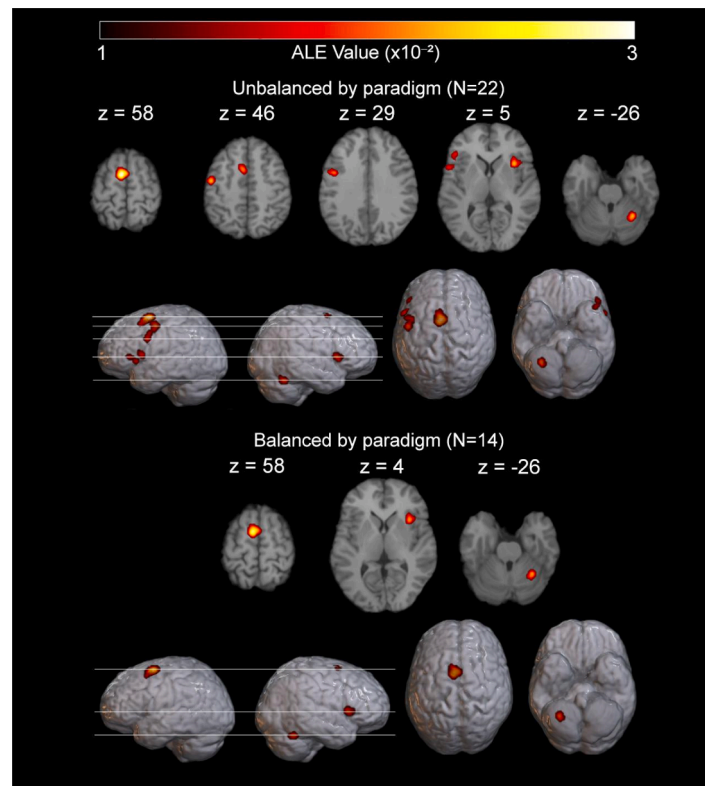 1 ALE Value (x10⁻²) 3
Unbalanced by paradigm (N=22)
z = 58 z = 46 z = 29 z = 5 z = -26
Balanced by paradigm (N=14)
z = 58 z = 4 z = -26